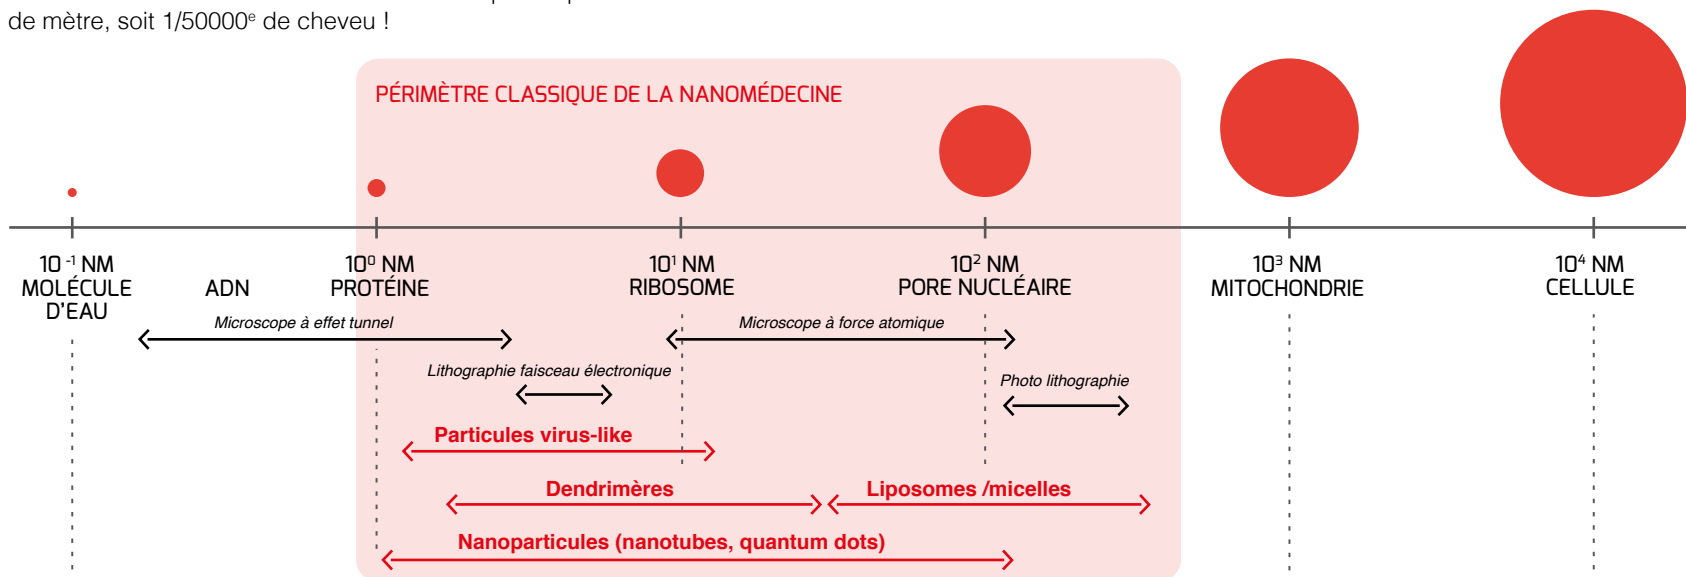 de mètre, soit 1/50000ᵉ de cheveu !
PÉRIMÈTRE CLASSIQUE DE LA NANOMÉDECINE
10⁻¹ NM
MOLÉCULE
D'EAU
ADN
10⁰ NM
PROTÉINE
10¹ NM
RIBOSOME
10² NM
PORE NUCLÉAIRE
10³ NM
MITOCHONDRIE
10⁴ NM
CELLULE
Microscope à effet tunnel
Microscope à force atomique
Lithographie faisceau électronique
Photo lithographie
Particules virus-like
Dendrimères
Liposomes /micelles
Nanoparticules (nanotubes, quantum dots)